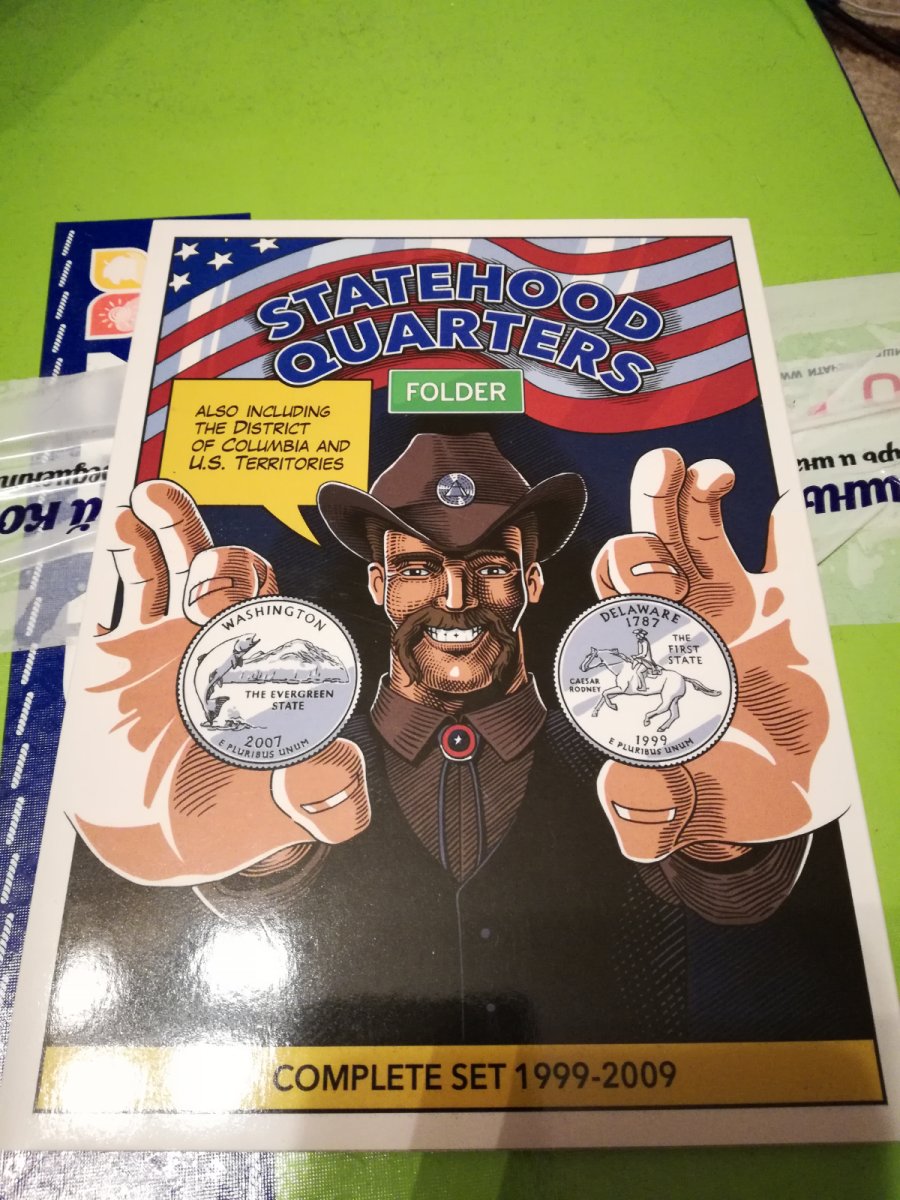 STATEHOOD
QUARTERS
FOLDER
ALSO INCLUDING
THE DISTRICT
OF COLUMBIA AND
U.S. TERRITORIES
WASHINGTON
THE EVERGREEN
STATE
2007
E PLURIBUS UNUM
DELAWARE
1787
THE
FIRST
STATE
CAESAR
RODNEY
1999
E PLURIBUS UNUM
COMPLETE SET 1999-2009